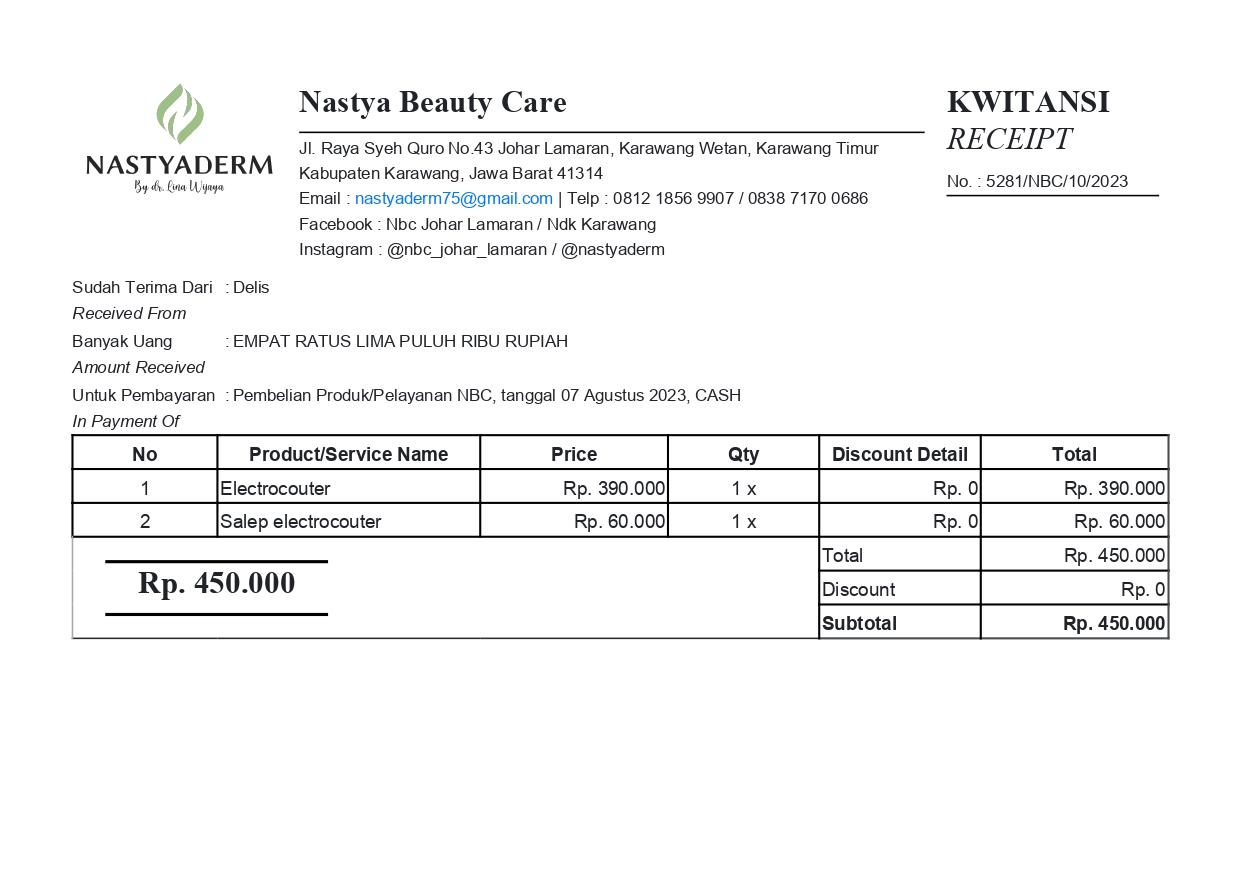 NASTYADERM
By dr. Lina Wijaya
Nastya Beauty Care
Jl. Raya Syeh Quro No.43 Johar Lamaran, Karawang Wetan, Karawang Timur
Kabupaten Karawang, Jawa Barat 41314
Email : nastyaderm75@gmail.com | Telp : 0812 1856 9907 / 0838 7170 0686
Facebook : Nbc Johar Lamaran / Ndk Karawang
Instagram : @nbc_johar_lamaran / @nastyaderm
KWITANSI
RECEIPT
No. : 5281/NBC/10/2023
Sudah Terima Dari : Delis
Received From
Banyak Uang : EMPAT RATUS LIMA PULUH RIBU RUPIAH
Amount Received
Untuk Pembayaran : Pembelian Produk/Pelayanan NBC, tanggal 07 Agustus 2023, CASH
In Payment Of
No Product/Service Name Price Qty Discount Detail Total
1 Electrocouter Rp. 390.000 1 x Rp. 0 Rp. 390.000
2 Salep electrocouter Rp. 60.000 1 x Rp. 0 Rp. 60.000
Total Rp. 450.000
Rp. 450.000
Discount Rp. 0
Subtotal Rp. 450.000